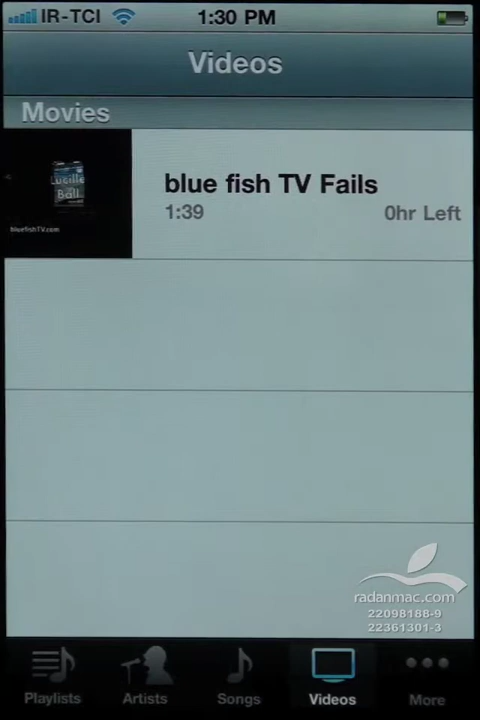 IR-TCI 1:30 PM
Videos
Movies
Lucille
Ball
bluefishTV.com
blue fish TV Fails
1:39 0hr Left
radanmac.com
22098188-9
22361301-3
Playlists Artists Songs Videos More